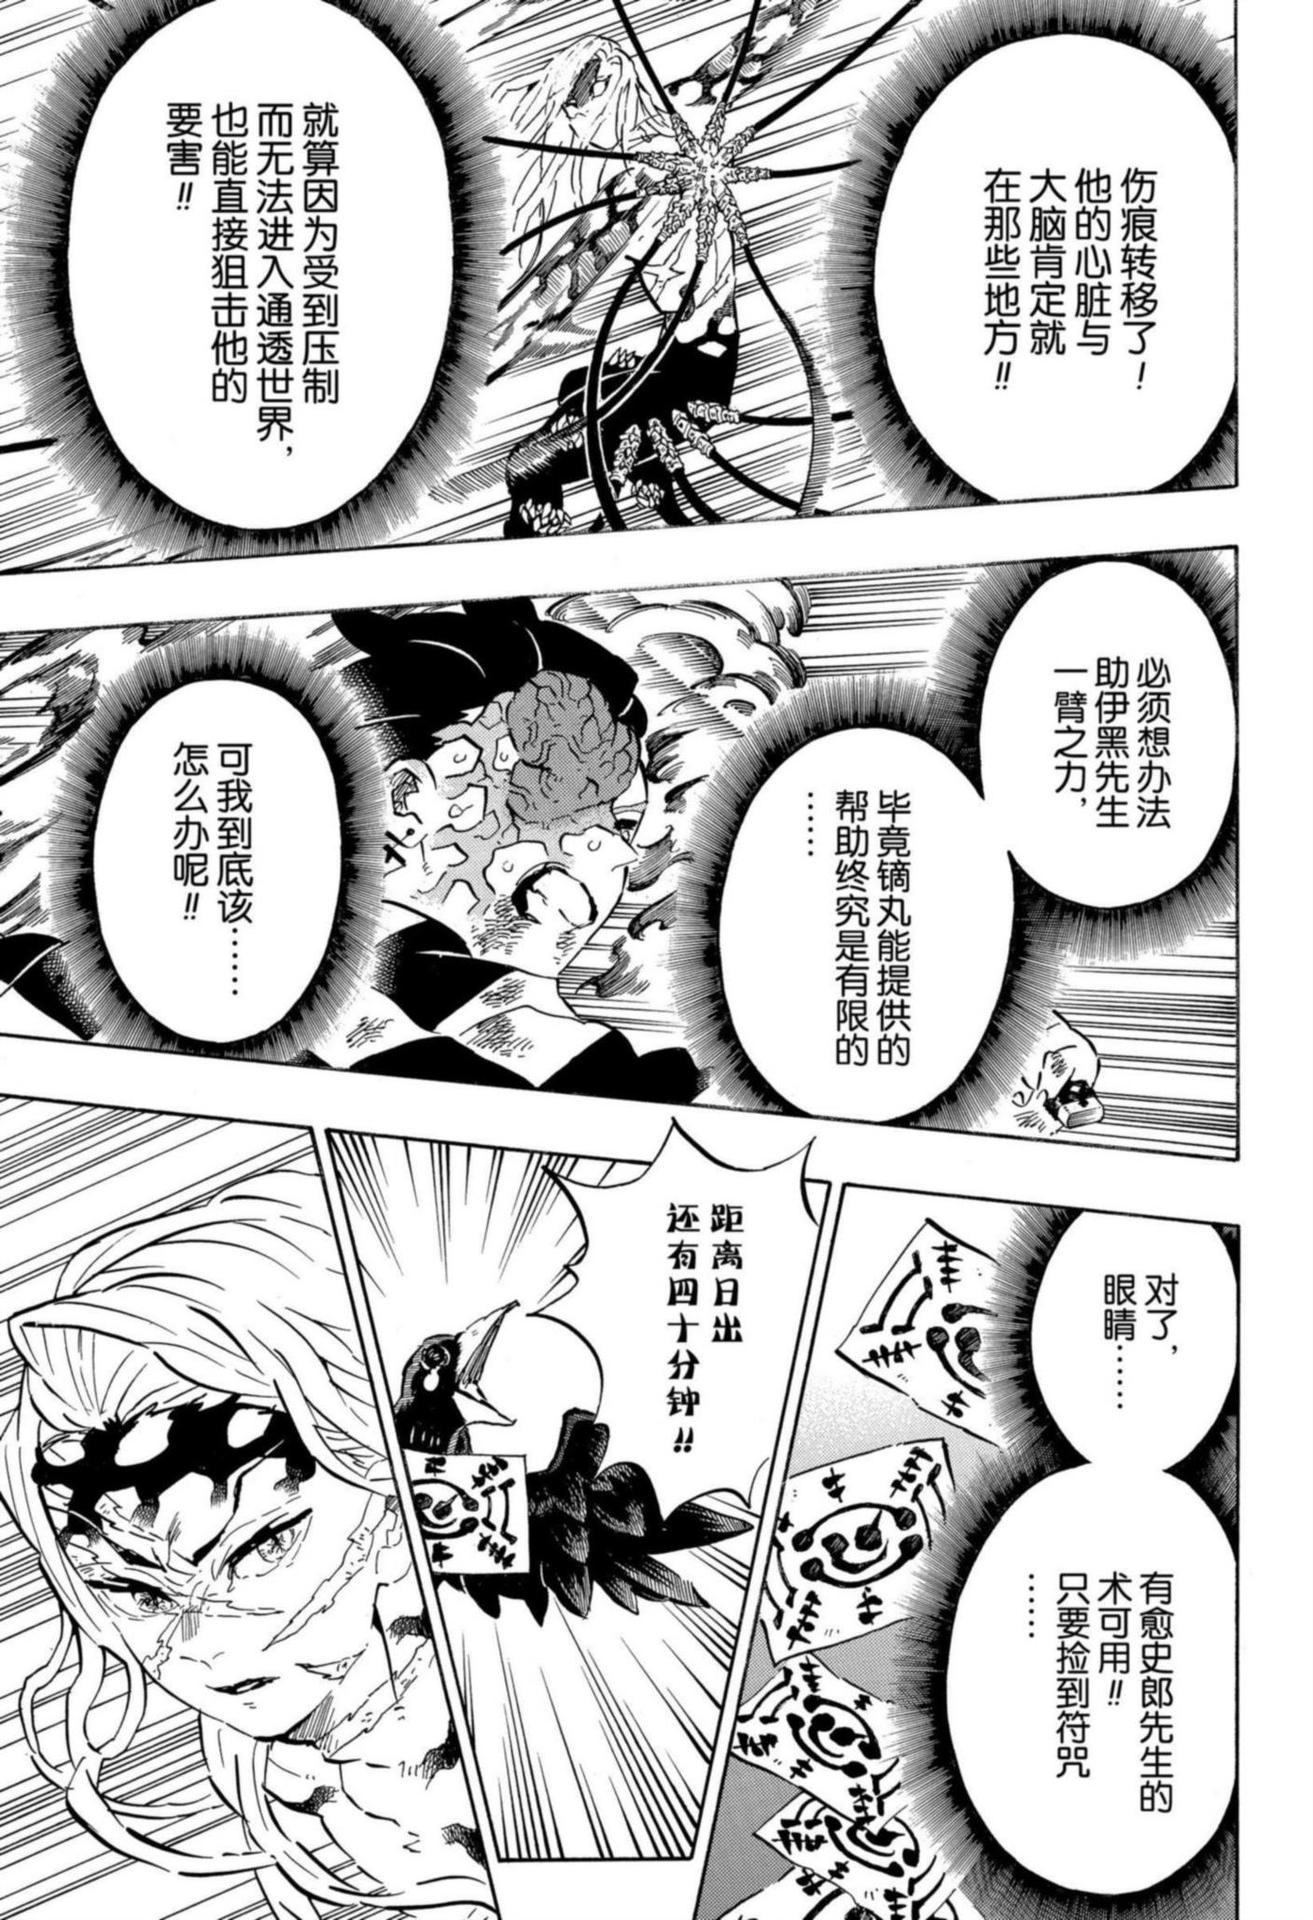 伤痕转移了！
他的心脏与
大脑肯定就
在那些地方!!
就算因为受到压制
而无法进入通透世界，
也能直接狙击他的
要害!!
必须想办法
助伊黑先生
一臂之力，
毕竟镝丸能提供的
帮助终究是有限的
……
可我到底该……
怎么办呢!!
对了，
眼睛……
有愈史郎先生的
术可用!!
只要捡到符咒
……
距离日出
还有四十分钟!!